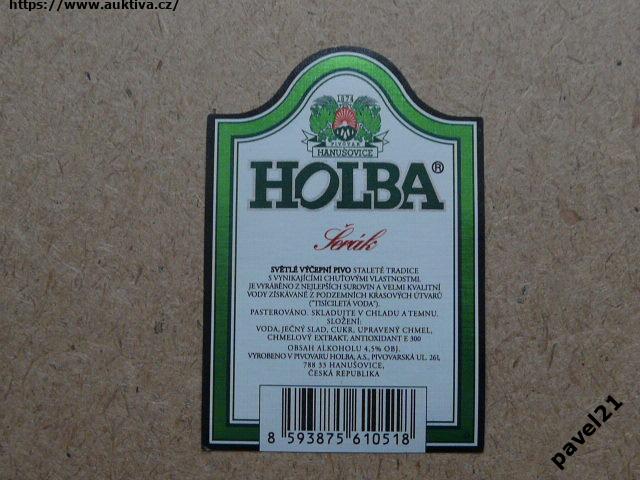 https://www.auktiva.cz/
1874
PIVOVAR
HANUŠOVICE
HOLBA®
Šerák
SVĚTLÉ VÝČEPNÍ PIVO STALETÉ TRADICE
S VYNIKAJÍCÍMI CHUŤOVÝMI VLASTNOSTMI.
JE VYRÁBĚNO Z NEJLEPŠÍCH SUROVIN A VELMI KVALITNÍ
VODY ZÍSKÁVANÉ Z PODZEMNÍCH KRASOVÝCH ÚTVARŮ
("TISÍCILETÁ VODA").
PASTEROVÁNO. SKLADUJTE V CHLADU A TEMNU.
SLOŽENÍ:
VODA, JEČNÝ SLAD, CUKR, UPRAVENÝ CHMEL,
CHMELOVÝ EXTRAKT, ANTIOXIDANT E 300
OBSAH ALKOHOLU 4,5% OBJ.
VYROBENO V PIVOVARU HOLBA, A.S., PIVOVARSKÁ UL. 261,
788 33 HANUŠOVICE,
ČESKÁ REPUBLIKA
8 593875 610518
pavel21